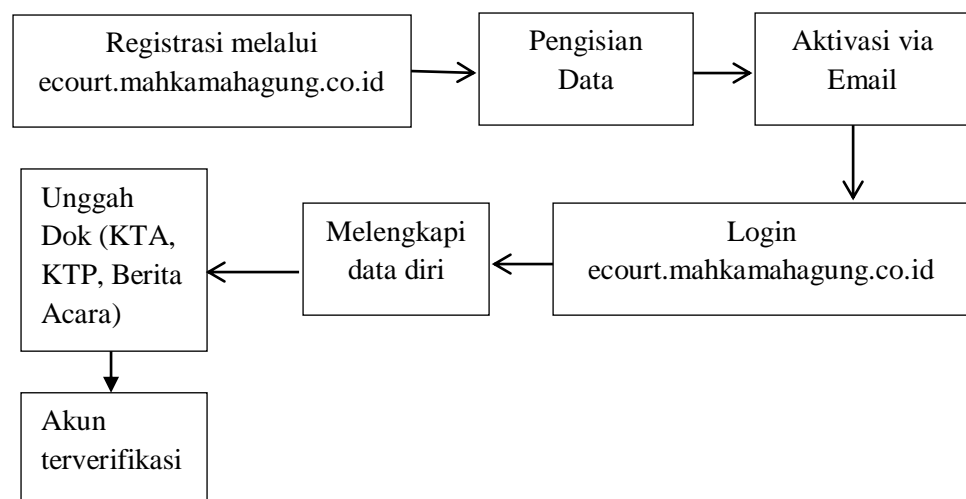 Registrasi melalui
ecourt.mahkamahagung.co.id
Pengisian
Data
Aktivasi via
Email
Login
ecourt.mahkamahagung.co.id
Melengkapi
data diri
Unggah
Dok (KTA,
KTP, Berita
Acara)
Akun
terverifikasi